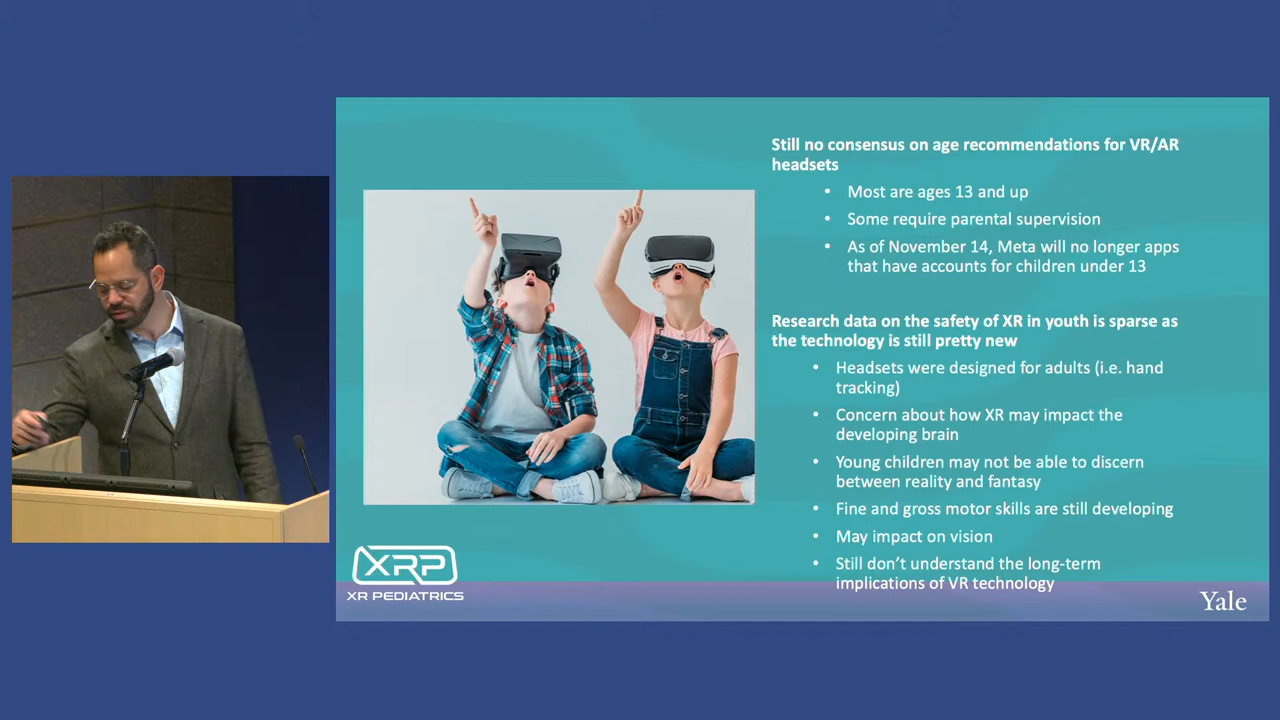 Still no consensus on age recommendations for VR/AR
headsets
• Most are ages 13 and up
• Some require parental supervision
• As of November 14, Meta will no longer apps
that have accounts for children under 13
Research data on the safety of XR in youth is sparse as
the technology is still pretty new
• Headsets were designed for adults (i.e. hand
tracking)
• Concern about how XR may impact the
developing brain
• Young children may not be able to discern
between reality and fantasy
• Fine and gross motor skills are still developing
• May impact on vision
• Still don’t understand the long-term
implications of VR technology
XRP
XR PEDIATRICS
Yale